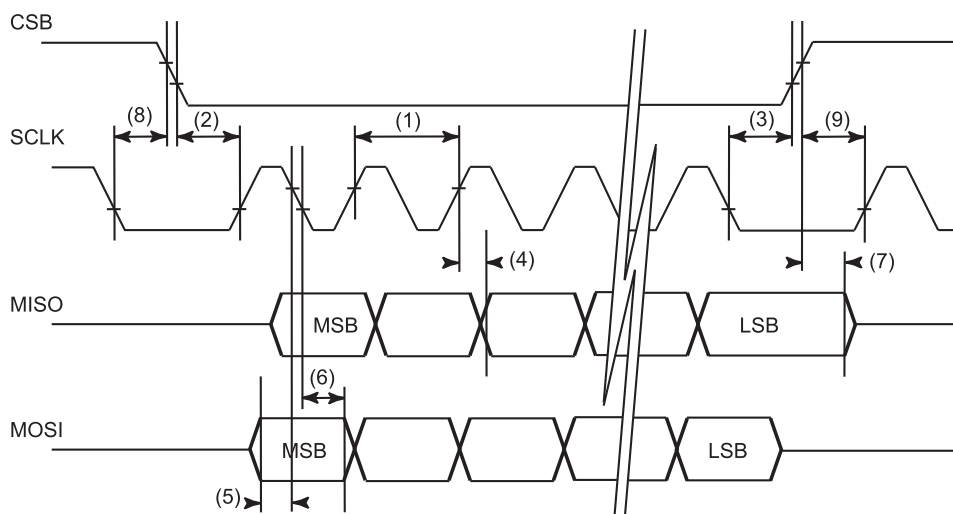 CSB
(8) (2) (1) (3) (9)
SCLK
(4) (7)
MISO MSB LSB
(6)
MOSI MSB LSB
(5)